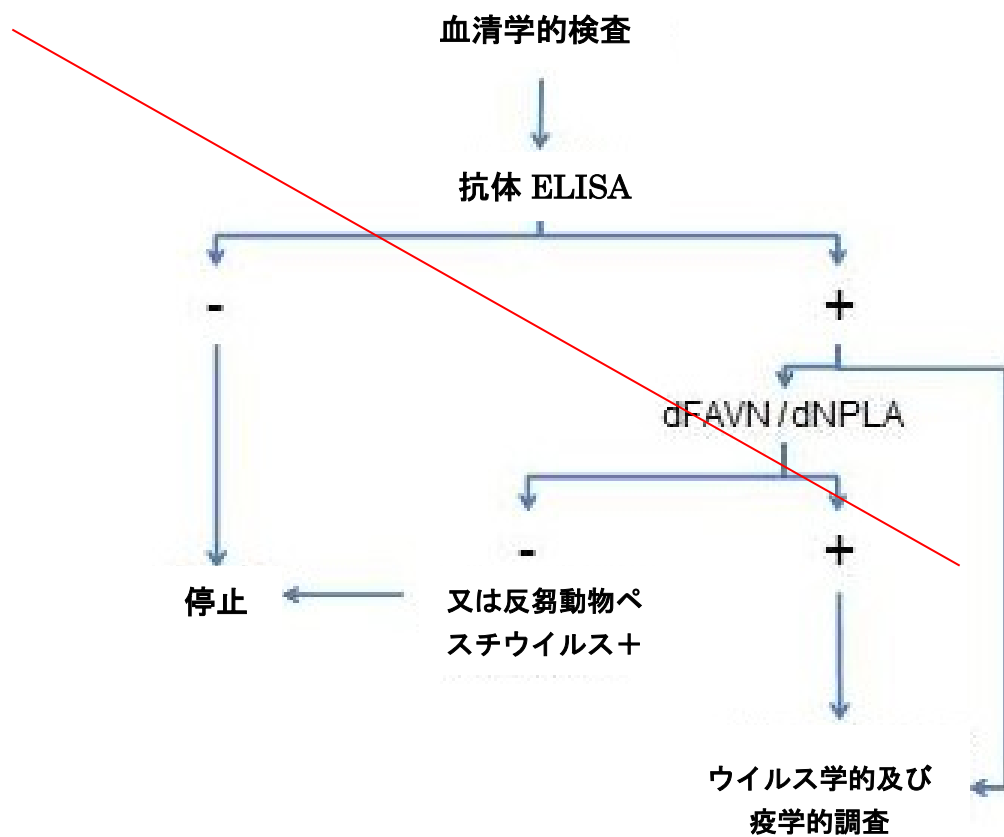 血清学的検査
抗体 ELISA
-
+
dFAVN / dNPLA
-
+
停止
又は反芻動物ペ
スチウイルス＋
ウイルス学的及び
疫学的調査